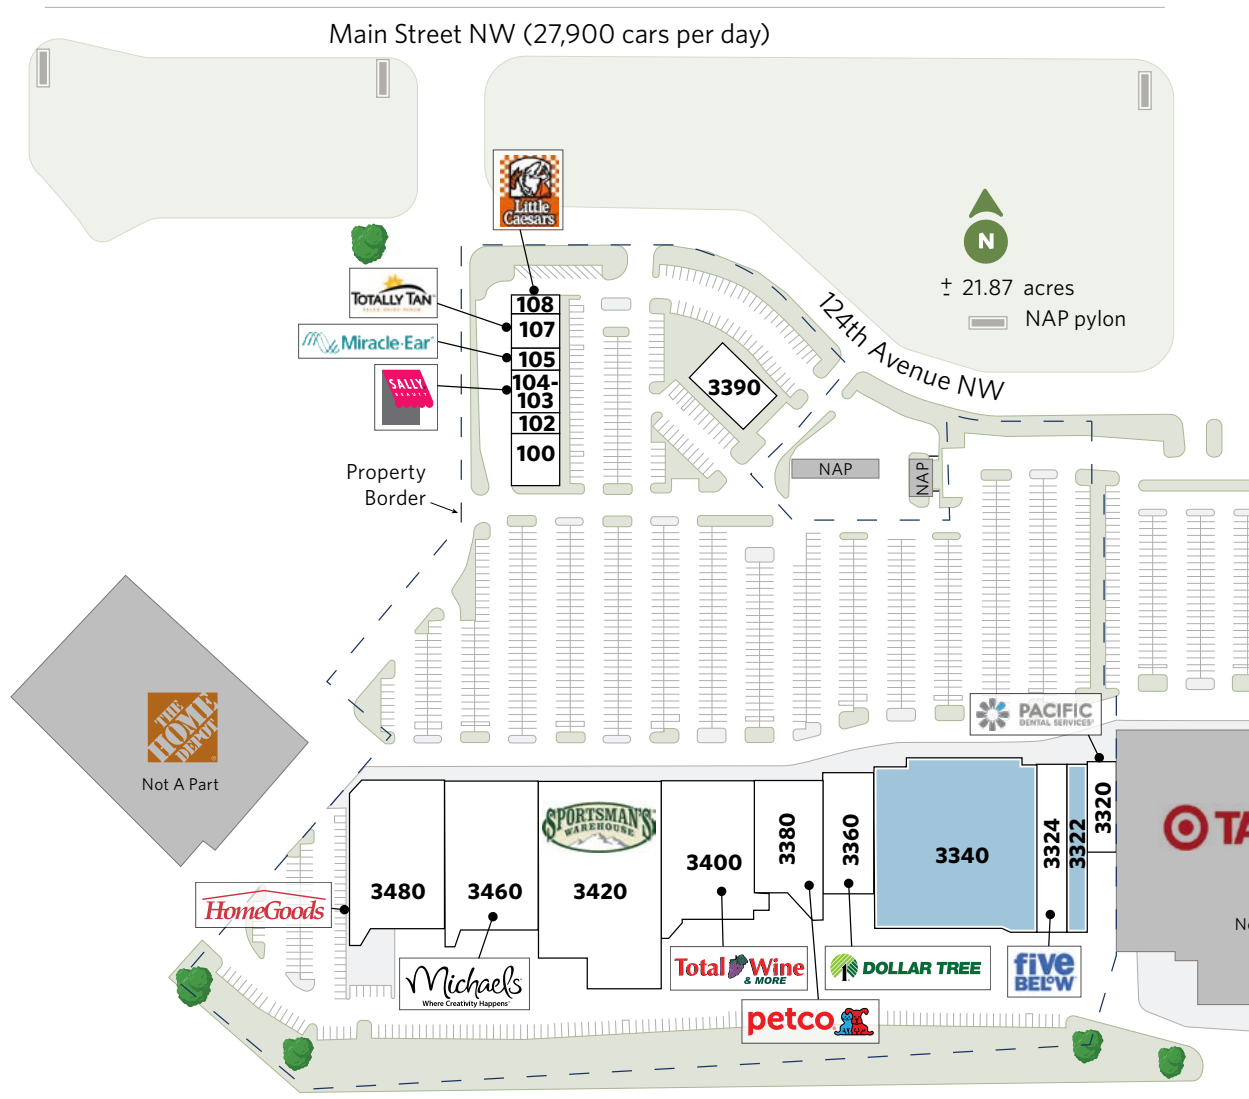 Main Street NW (27,900 cars per day)
Little
Caesars
N
± 21.87 acres
NAP pylon
TOTALLY TAN
108
107
124th Avenue NW
Miracle-Ear
105
SALLY
BEAUTY
104-
103
3390
102
100
NAP
NAP
Property
Border
THE
HOME
DEPOT
Not A Part
PACIFIC
DENTAL SERVICES
3480
3460
SPORTSMAN'S
WAREHOUSE
3420
3400
3380
3360
3340
3324
3322
3320
TA
No
HomeGoods
Michaels
Where Creativity Happens
Total Wine
& MORE
DOLLAR TREE
five
BELOW
petco